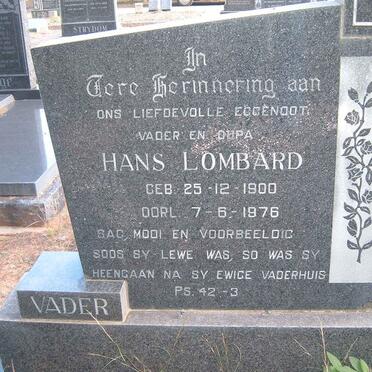 STRYDOM
In
Tere Herinnering aan
ONS LIEFDEVOLLE EGGENOOT
VADER EN OUPA
HANS LOMBARD
GEB. 25-12-1900
OORL. 7-6-1976
SAG, MOOI EN VOORBEELDIG
SOOS SY LEWE WAS, SO WAS SY
HEENGAAN NA SY EWIGE VADERHUIS
PS. 42-3
VADER